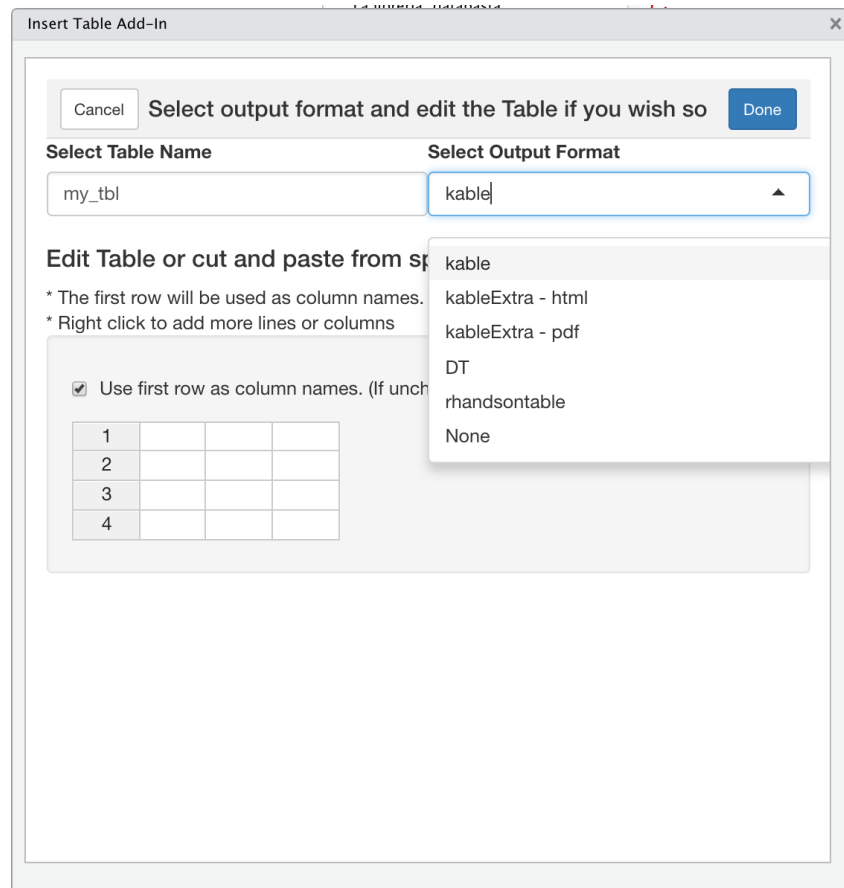 Insert Table Add-In
Cancel Select output format and edit the Table if you wish so Done
Select Table Name Select Output Format
my_tbl kable
Edit Table or cut and paste from
kable
* The first row will be used as column names. kableExtra - html
* Right click to add more lines or columns kableExtra - pdf
DT
Use first row as column names. (If
rhandsontable
1 None
2
3
4